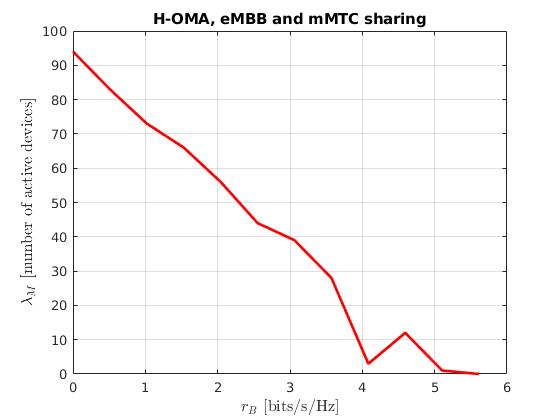 H-OMA, eMBB and mMTC sharing
100
90
80
70
60
50
40
30
20
10
0
λ_M [number of active devices]
0 1 2 3 4 5 6
r_B [bits/s/Hz]